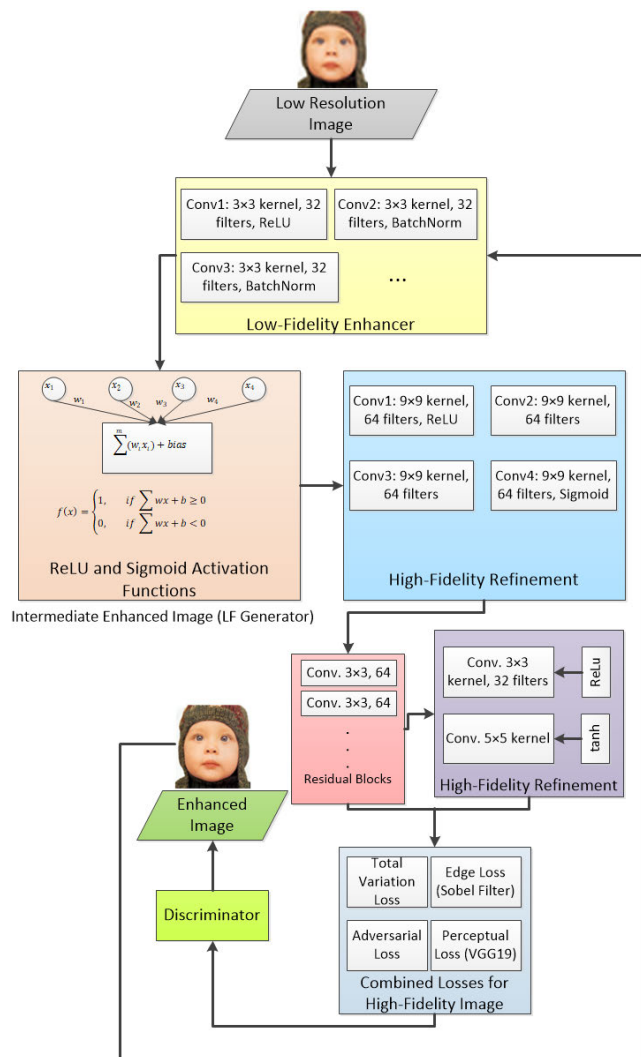 Low Resolution
Image
Conv1: 3×3 kernel, 32
filters, ReLU
Conv2: 3×3 kernel, 32
filters, BatchNorm
Conv3: 3×3 kernel, 32
filters, BatchNorm
...
Low-Fidelity Enhancer
x₁ x₂ x₃ x₄
w₁ w₂ w₃ w₄
m
∑(wᵢxᵢ) + bias
f(x) = {1, if ∑ wx + b ≥ 0
{0, if ∑ wx + b < 0
ReLU and Sigmoid Activation
Functions
Intermediate Enhanced Image (LF Generator)
Conv1: 9×9 kernel,
64 filters, ReLU
Conv2: 9×9 kernel,
64 filters
Conv3: 9×9 kernel,
64 filters
Conv4: 9×9 kernel,
64 filters, Sigmoid
High-Fidelity Refinement
Conv. 3×3, 64
Conv. 3×3, 64
.
.
.
Residual Blocks
Conv. 3×3
kernel, 32 filters
ReLu
Conv. 5×5 kernel
tanh
High-Fidelity Refinement
Enhanced
Image
Discriminator
Total
Variation
Loss
Edge Loss
(Sobel Filter)
Adversarial
Loss
Perceptual
Loss (VGG19)
Combined Losses for
High-Fidelity Image